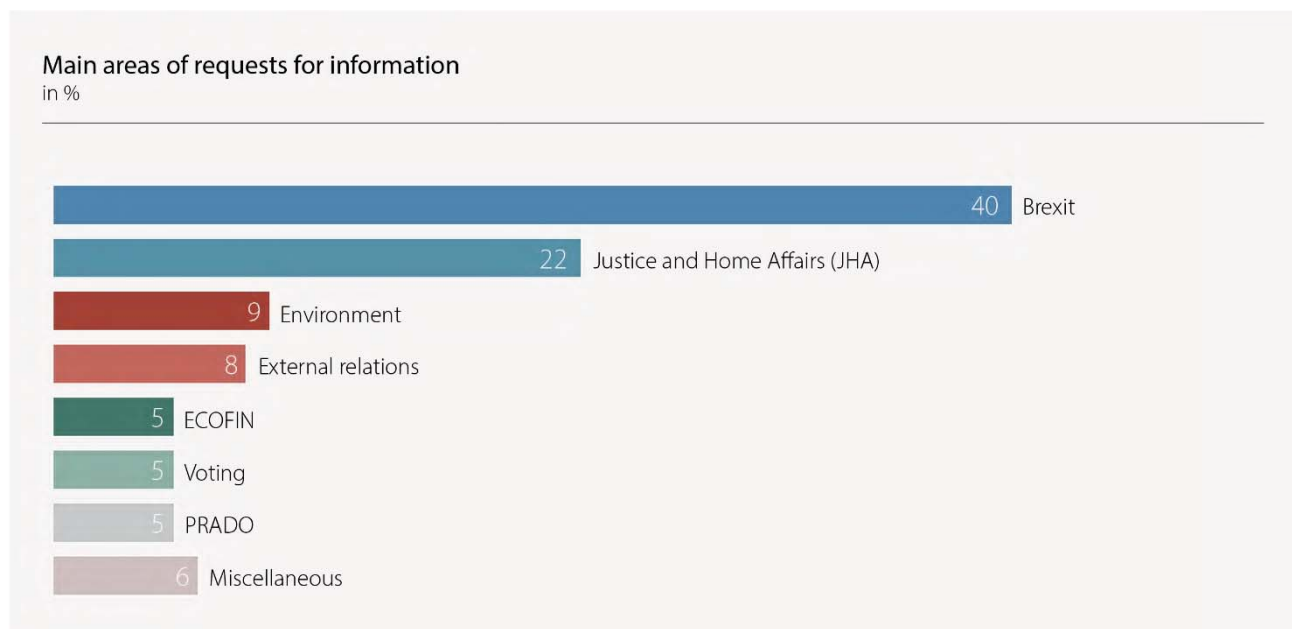 Main areas of requests for information
in %
40 Brexit
22 Justice and Home Affairs (JHA)
9 Environment
8 External relations
5 ECOFIN
5 Voting
5 PRADO
6 Miscellaneous